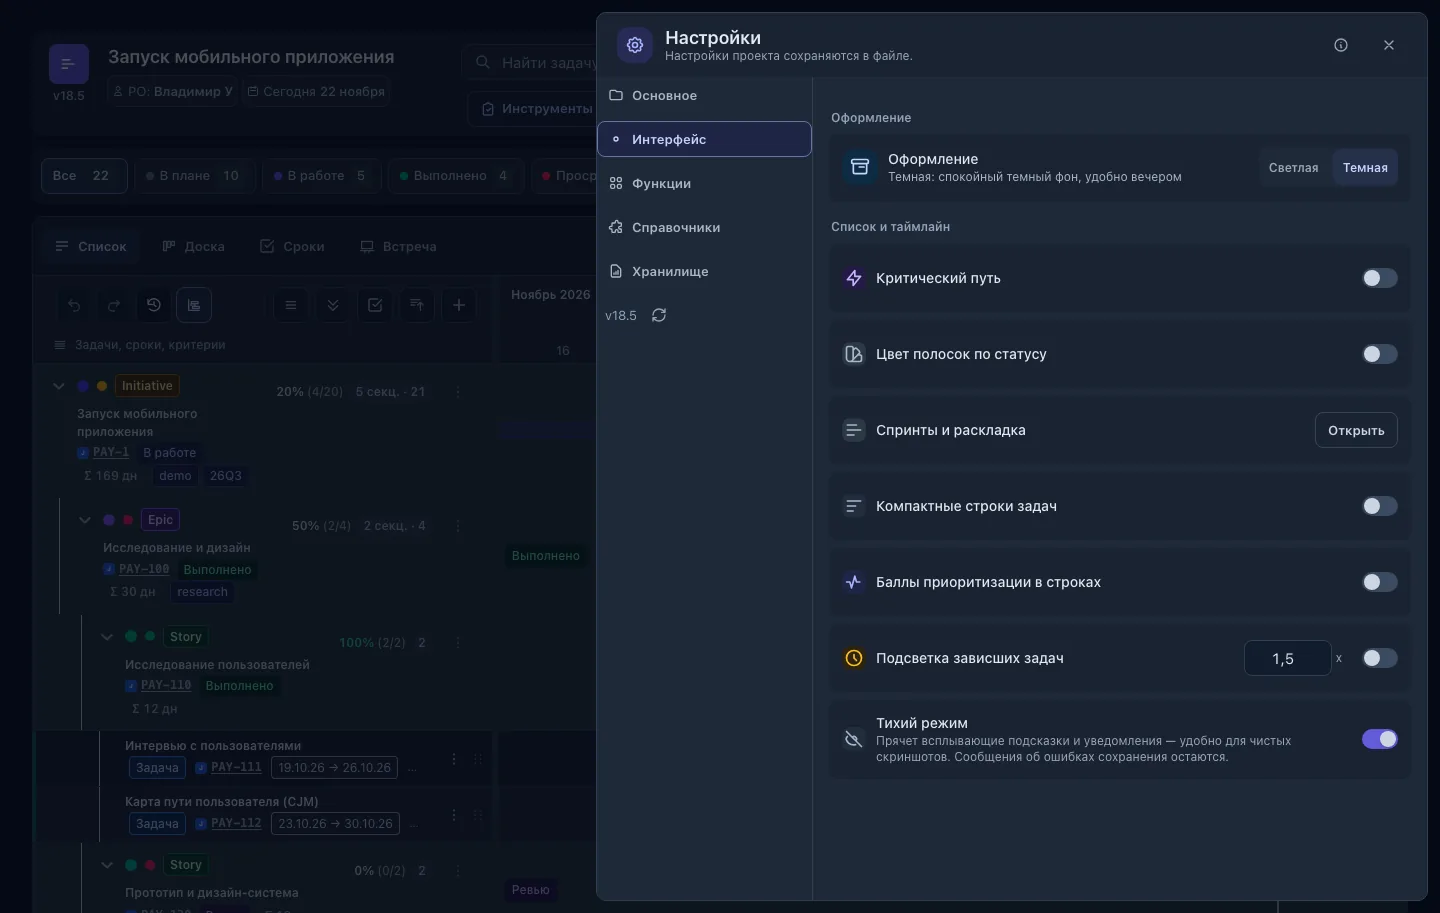 Запуск мобильного приложения
v18.5
РО: Владимир У
Сегодня 22 ноября
Найти задачу
Инструменты
Все 22
В плане 10
В работе 5
Выполнено 4
Проср
Список
Доска
Сроки
Встреча
Ноябрь 2026
Задачи, сроки, критерии
16
Initiative
20% (4/20) 5 секц. · 21
Запуск мобильного
приложения
PAY-1 В работе
Σ 169 дн demo 26Q3
Epic
50% (2/4) 2 секц. · 4
Исследование и дизайн
PAY-100 Выполнено
Σ 30 дн research
Выполнено
Story
100% (2/2) 2
Исследование пользователей
PAY-110 Выполнено
Σ 12 дн
Интервью с пользователями
Задача PAY-111 19.10.26 → 26.10.26 ...
Карта пути пользователя (CJM)
Задача PAY-112 23.10.26 → 30.10.26 ...
Story
0% (0/2) 2
Прототип и дизайн-система
Ревью
Настройки
Настройки проекта сохраняются в файле.
Основное
Интерфейс
Функции
Справочники
Хранилище
v18.5
Оформление
Оформление
Темная: спокойный темный фон, удобно вечером
Светлая
Темная
Список и таймлайн
Критический путь
Цвет полосок по статусу
Спринты и раскладка
Открыть
Компактные строки задач
Баллы приоритизации в строках
Подсветка зависших задач
1,5 x
Тихий режим
Прячет всплывающие подсказки и уведомления — удобно для чистых
скриншотов. Сообщения об ошибках сохранения остаются.